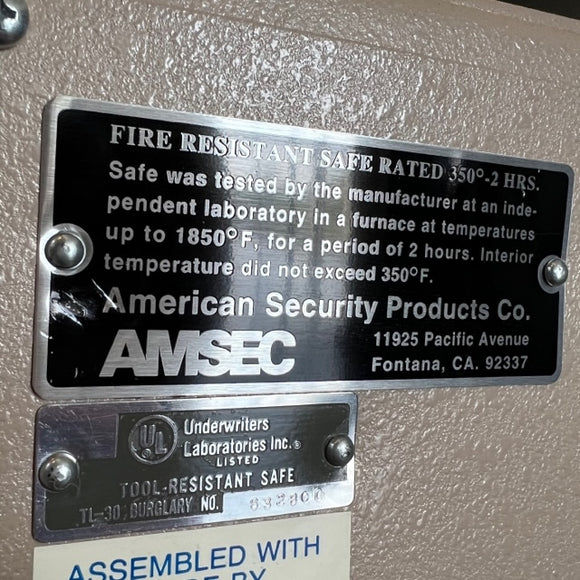 FIRE RESISTANT SAFE RATED 350°-2 HRS.
Safe was tested by the manufacturer at an inde-
pendent laboratory in a furnace at temperatures
up to 1850°F, for a period of 2 hours. Interior
temperature did not exceed 350°F.
American Security Products Co.
AMSEC
11925 Pacific Avenue
Fontana, CA. 92337
UL
Underwriters
Laboratories Inc.®
LISTED
TOOL-RESISTANT SAFE
TL-30 BURGLARY NO.
ASSEMBLED WITH
BY